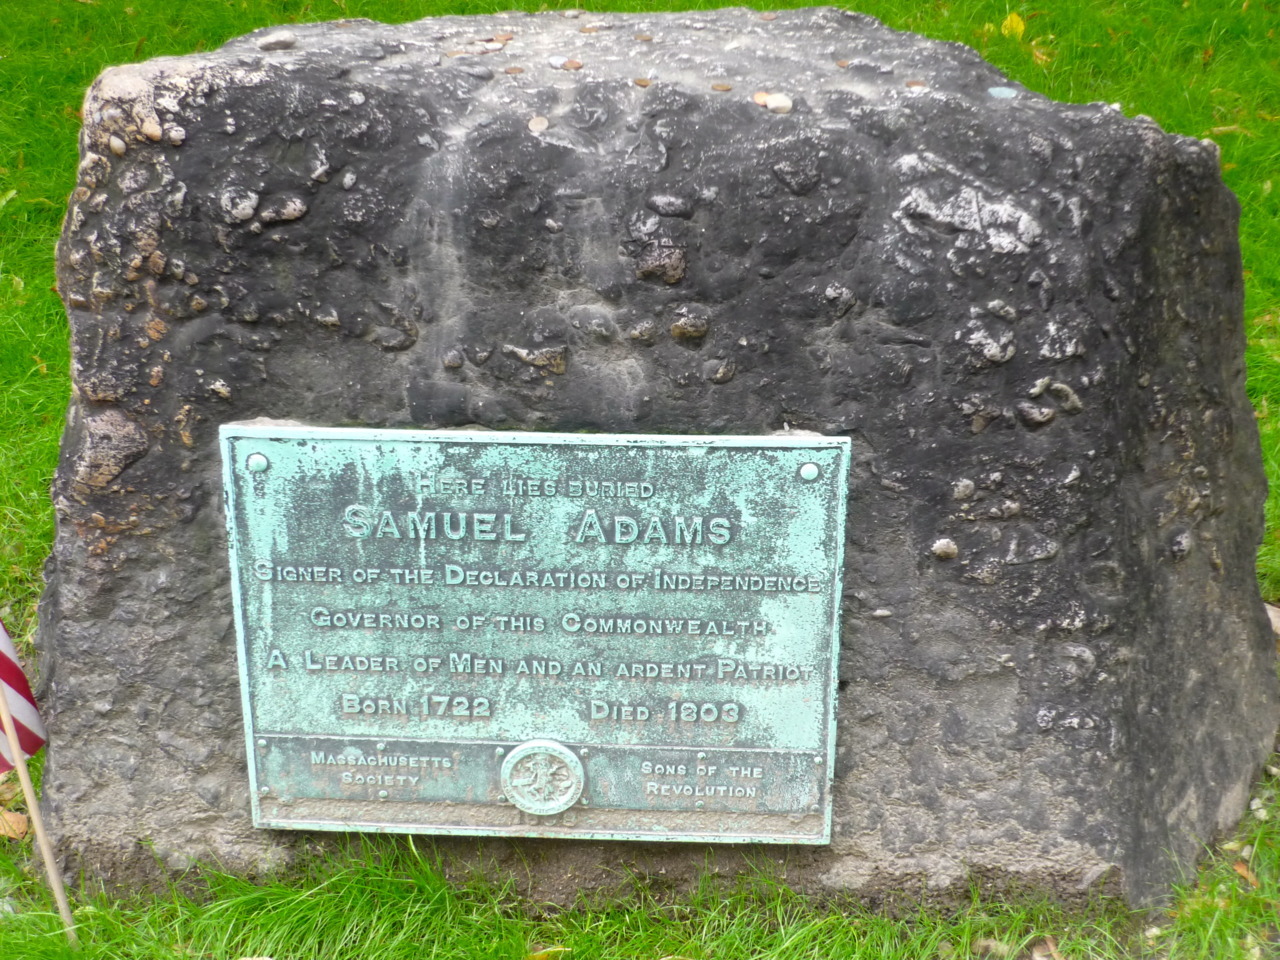 HERE LIES BURIED
SAMUEL ADAMS
SIGNER OF THE DECLARATION OF INDEPENDENCE
GOVERNOR OF THIS COMMONWEALTH
A LEADER OF MEN AND AN ARDENT PATRIOT
BORN 1722 DIED 1803
MASSACHUSETTS
SOCIETY
SONS OF THE
REVOLUTION